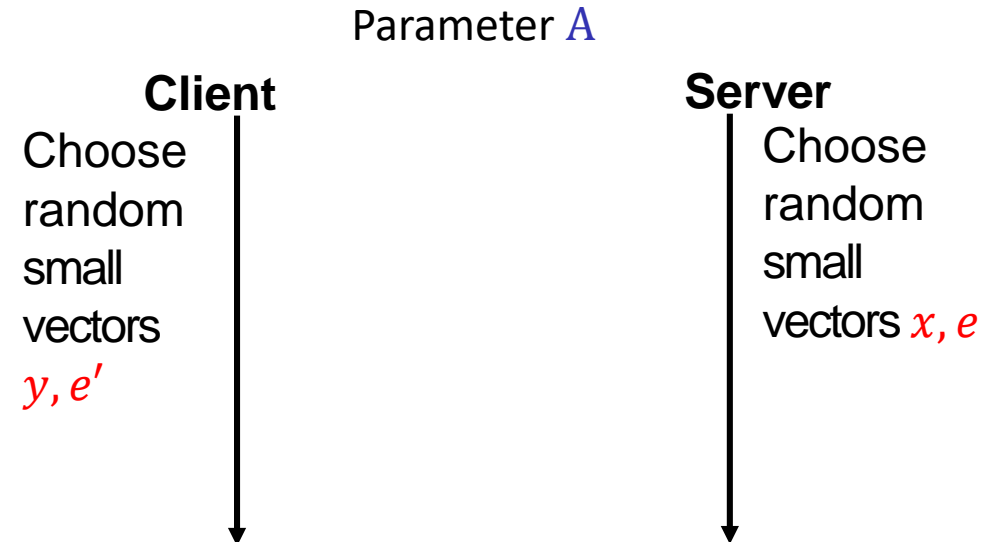 Parameter A
Client
Choose
random
small
vectors
y, e′
Server
Choose
random
small
vectors x, e